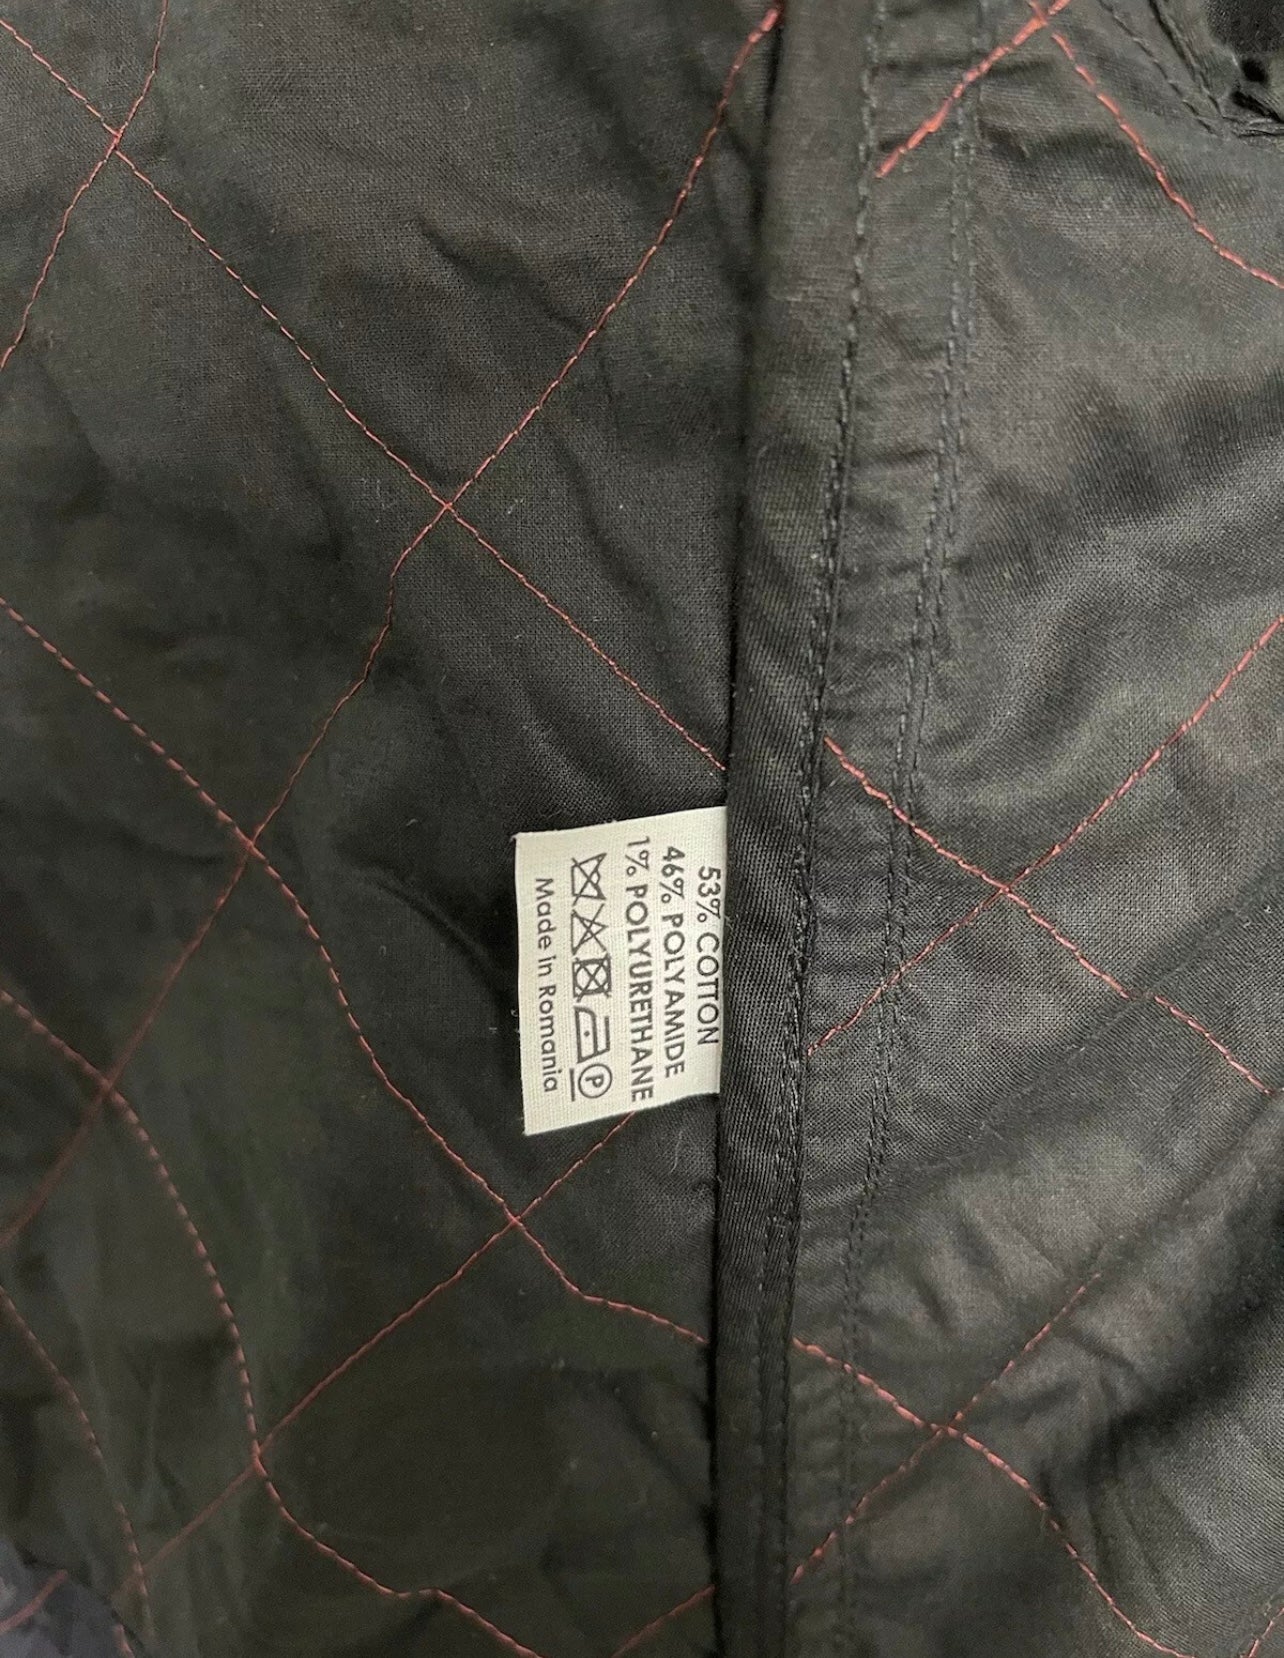 53% COTTON
46% POLYAMIDE
1% POLYURETHANE
P
Made in Romania